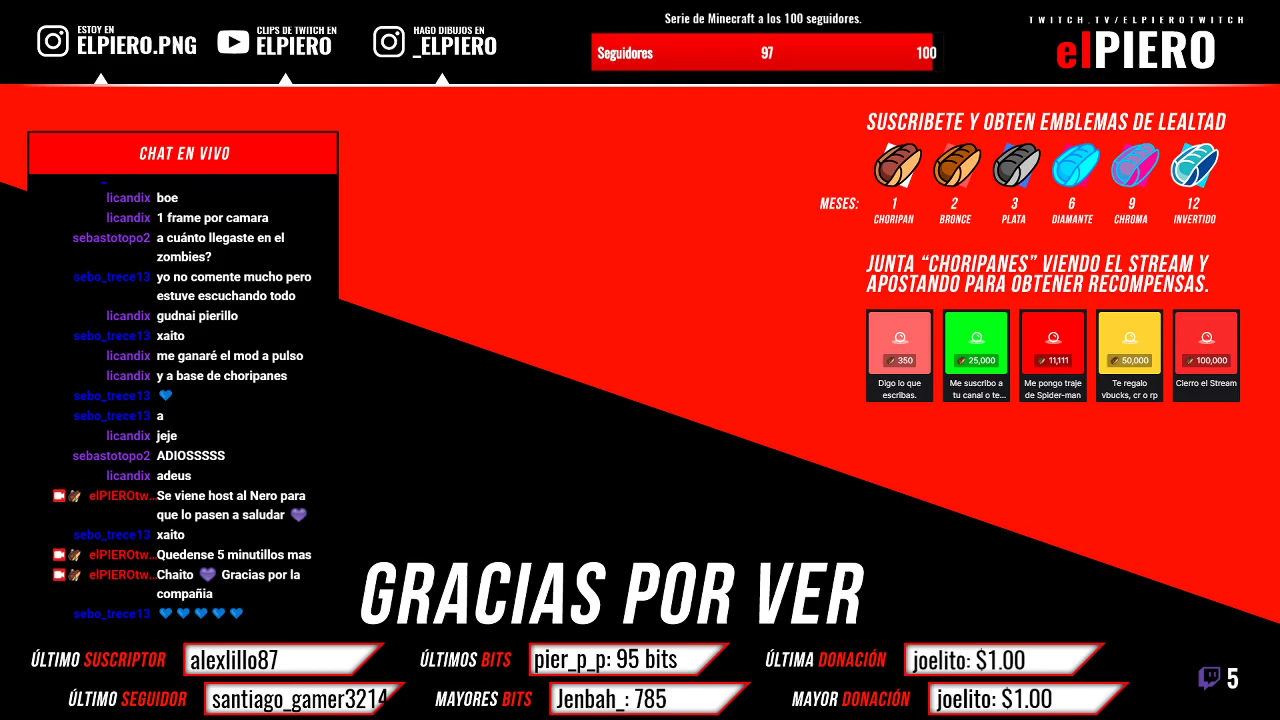 ESTOY EN
ELPIERO.PNG
CLIPS DE TWITCH EN
ELPIERO
HAGO DIBUJOS EN
_ELPIERO
Serie de Minecraft a los 100 seguidores.
Seguidores 97 100
TWITCH.TV/ELPIEROTWITCH
elPIERO
CHAT EN VIVO
licandix boe
licandix 1 frame por camara
sebastotopo2 a cuánto llegaste en el
zombies?
sebo_trece13 yo no comente mucho pero
estuve escuchando todo
licandix gudnai pierillo
sebo_trece13 xaito
licandix me ganaré el mod a pulso
licandix y a base de choripanes
sebo_trece13 💙
sebo_trece13 a
licandix jeje
sebastotopo2 ADIOSSSSS
licandix adeus
elPIEROtw... Se viene host al Nero para
que lo pasen a saludar 💜
sebo_trece13 xaito
elPIEROtw... Quedense 5 minutillos mas
elPIEROtw... Chaito 💜 Gracias por la
compañia
sebo_trece13 💙💙💙💙💙
SUSCRIBETE Y OBTEN EMBLEMAS DE LEALTAD
MESES: 1 2 3 6 9 12
CHORIPAN BRONCE PLATA DIAMANTE CHROMA INVERTIDO
JUNTA “CHORIPANES” VIENDO EL STREAM Y
APOSTANDO PARA OBTENER RECOMPENSAS.
350
Digo lo que
escribas.
25,000
Me suscribo a
tu canal o te...
11,111
Me pongo traje
de Spider-man
50,000
Te regalo
vbucks, cr o rp
100,000
Cierro el Stream
GRACIAS POR VER
ÚLTIMO SUSCRIPTOR alexlillo87
ÚLTIMOS BITS pier_p_p: 95 bits
ÚLTIMA DONACIÓN joelito: $1.00
ÚLTIMO SEGUIDOR santiago_gamer3214
MAYORES BITS Jenbah_: 785
MAYOR DONACIÓN joelito: $1.00
5